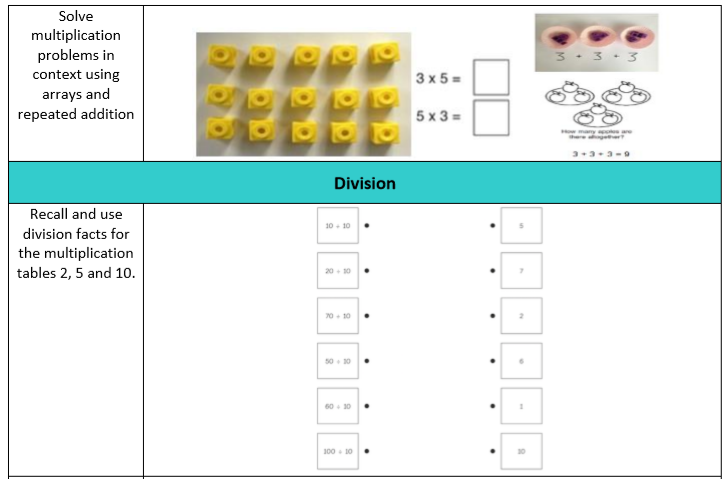 Solve
multiplication
problems in
context using
arrays and
repeated addition
3 x 5 =
5 x 3 =
3 + 3 + 3
How many apples are
there altogether?
3 + 3 + 3 = 9
Division
Recall and use
division facts for
the multiplication
tables 2, 5 and 10.
10 ÷ 10
5
20 ÷ 10
7
70 ÷ 10
2
50 ÷ 10
6
60 ÷ 10
1
100 ÷ 10
10